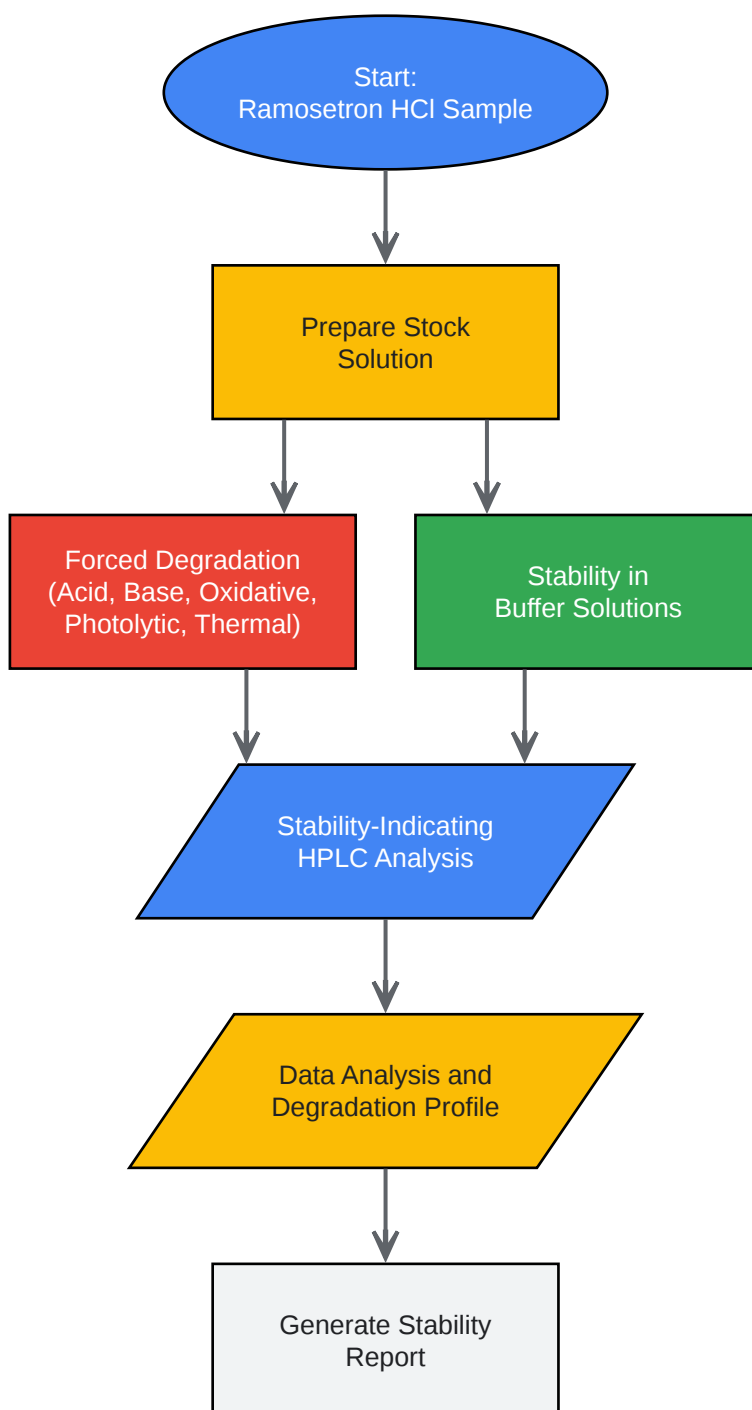 Start:
Ramosetron HCl Sample
Prepare Stock
Solution
Forced Degradation
(Acid, Base, Oxidative,
Photolytic, Thermal)
Stability in
Buffer Solutions
Stability-Indicating
HPLC Analysis
Data Analysis and
Degradation Profile
Generate Stability
Report